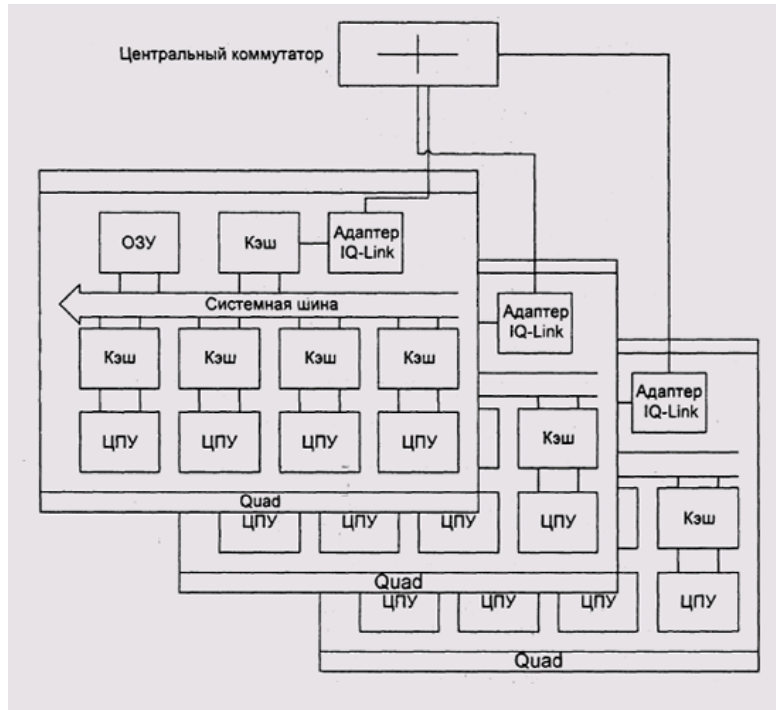 Центральный коммутатор
ОЗУ
Кэш
Адаптер
IQ-Link
Системная шина
Кэш
Кэш
Кэш
Кэш
ЦПУ
ЦПУ
ЦПУ
ЦПУ
Quad
Адаптер
IQ-Link
Кэш
ЦПУ
ЦПУ
ЦПУ
ЦПУ
Quad
Адаптер
IQ-Link
Кэш
ЦПУ
ЦПУ
ЦПУ
ЦПУ
Quad